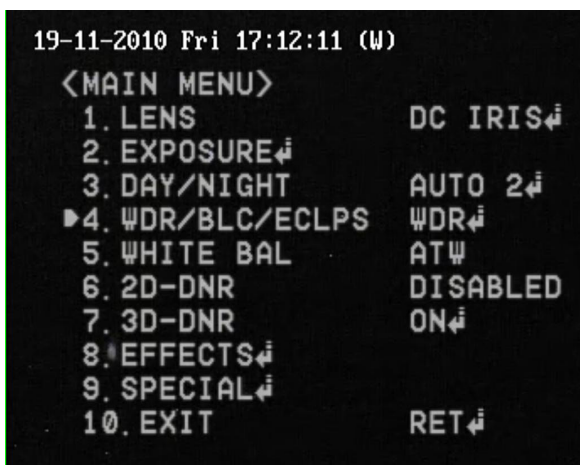 19-11-2010 Fri 17:12:11 (W)
<MAIN MENU>
1. LENS DC IRIS↲
2. EXPOSURE↲
3. DAY/NIGHT AUTO 2↲
▶4. WDR/BLC/ECLPS WDR↲
5. WHITE BAL ATW
6. 2D-DNR DISABLED
7. 3D-DNR ON↲
8. EFFECTS↲
9. SPECIAL↲
10. EXIT RET↲